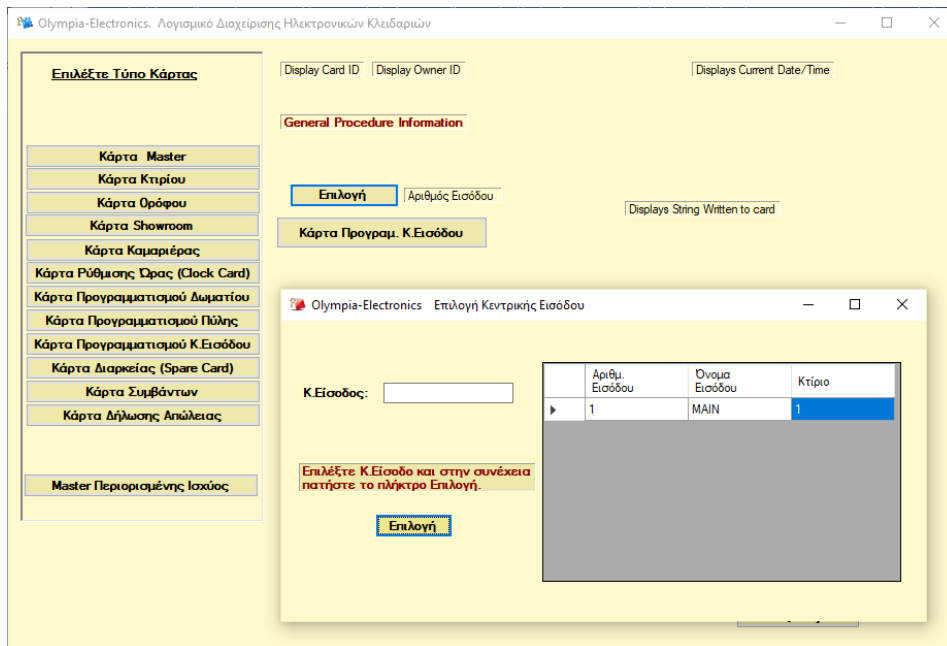 Olympia-Electronics. Λογισμικό Διαχείρισης Ηλεκτρονικών Κλειδαριών
Επιλέξτε Τύπο Κάρτας
Display Card ID
Display Owner ID
Displays Current Date/Time
General Procedure Information
Κάρτα Master
Κάρτα Κτιρίου
Κάρτα Ορόφου
Κάρτα Showroom
Κάρτα Καμαριέρας
Κάρτα Ρύθμισης Ώρας (Clock Card)
Κάρτα Προγραμματισμού Δωματίου
Κάρτα Προγραμματισμού Πύλης
Κάρτα Προγραμματισμού Κ.Εισόδου
Κάρτα Διαρκείας (Spare Card)
Κάρτα Συμβάντων
Κάρτα Δήλωσης Απώλειας
Master Περιορισμένης Ισχύος
Επιλογή
Αριθμός Εισόδου
Displays String Written to card
Κάρτα Προγραμ. Κ.Εισόδου
Olympia-Electronics Επιλογή Κεντρικής Εισόδου
Κ.Είσοδος:
Επιλέξτε Κ.Είσοδο και στην συνέχεια
πατήστε το πλήκτρο Επιλογή.
Επιλογή
Αριθμ. Εισόδου
Όνομα Εισόδου
Κτίριο
1
MAIN
1